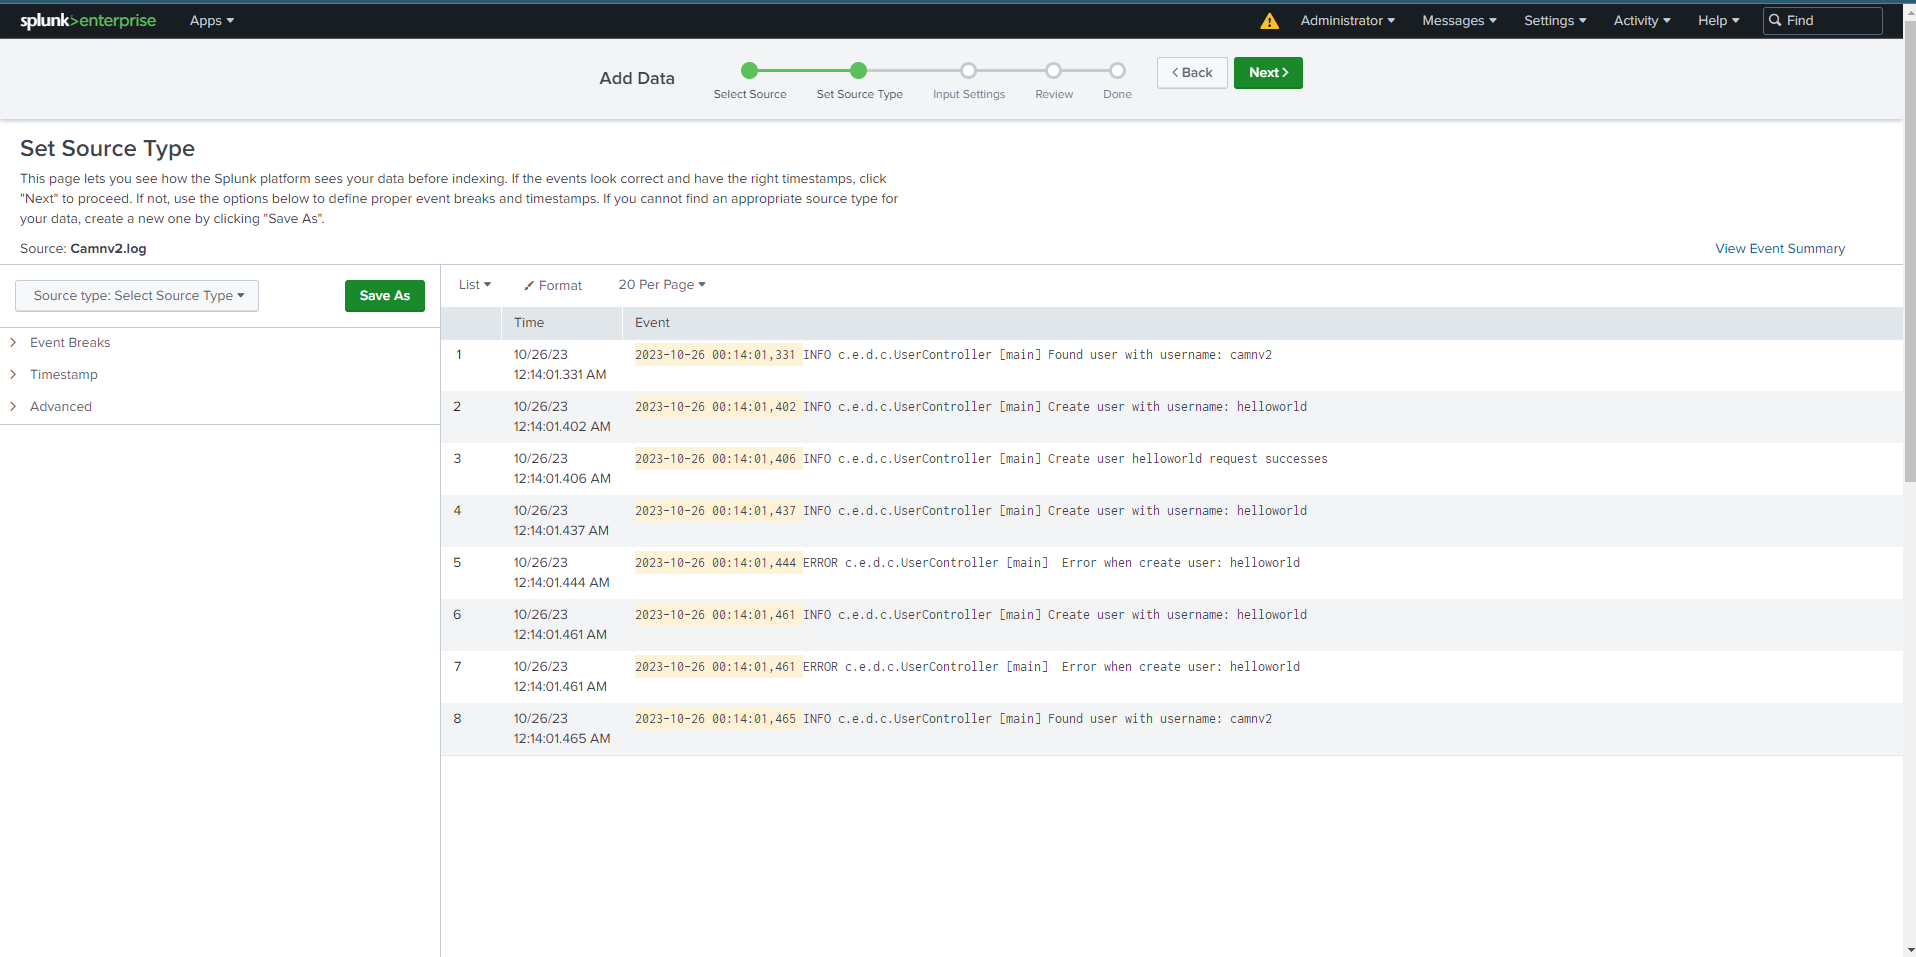 splunk>enterprise Apps Administrator Messages Settings Activity Help Find
Add Data
Select Source Set Source Type Input Settings Review Done
< Back Next >
Set Source Type
This page lets you see how the Splunk platform sees your data before indexing. If the events look correct and have the right timestamps, click
"Next" to proceed. If not, use the options below to define proper event breaks and timestamps. If you cannot find an appropriate source type for
your data, create a new one by clicking "Save As".
Source: Camnv2.log
View Event Summary
Source type: Select Source Type
Save As
Event Breaks
Timestamp
Advanced
List Format 20 Per Page
Time Event
1 10/26/23 2023-10-26 00:14:01,331 INFO c.e.d.c.UserController [main] Found user with username: camnv2
12:14:01.331 AM
2 10/26/23 2023-10-26 00:14:01,402 INFO c.e.d.c.UserController [main] Create user with username: helloworld
12:14:01.402 AM
3 10/26/23 2023-10-26 00:14:01,406 INFO c.e.d.c.UserController [main] Create user helloworld request successes
12:14:01.406 AM
4 10/26/23 2023-10-26 00:14:01,437 INFO c.e.d.c.UserController [main] Create user with username: helloworld
12:14:01.437 AM
5 10/26/23 2023-10-26 00:14:01,444 ERROR c.e.d.c.UserController [main]  Error when create user: helloworld
12:14:01.444 AM
6 10/26/23 2023-10-26 00:14:01,461 INFO c.e.d.c.UserController [main] Create user with username: helloworld
12:14:01.461 AM
7 10/26/23 2023-10-26 00:14:01,461 ERROR c.e.d.c.UserController [main]  Error when create user: helloworld
12:14:01.461 AM
8 10/26/23 2023-10-26 00:14:01,465 INFO c.e.d.c.UserController [main] Found user with username: camnv2
12:14:01.465 AM